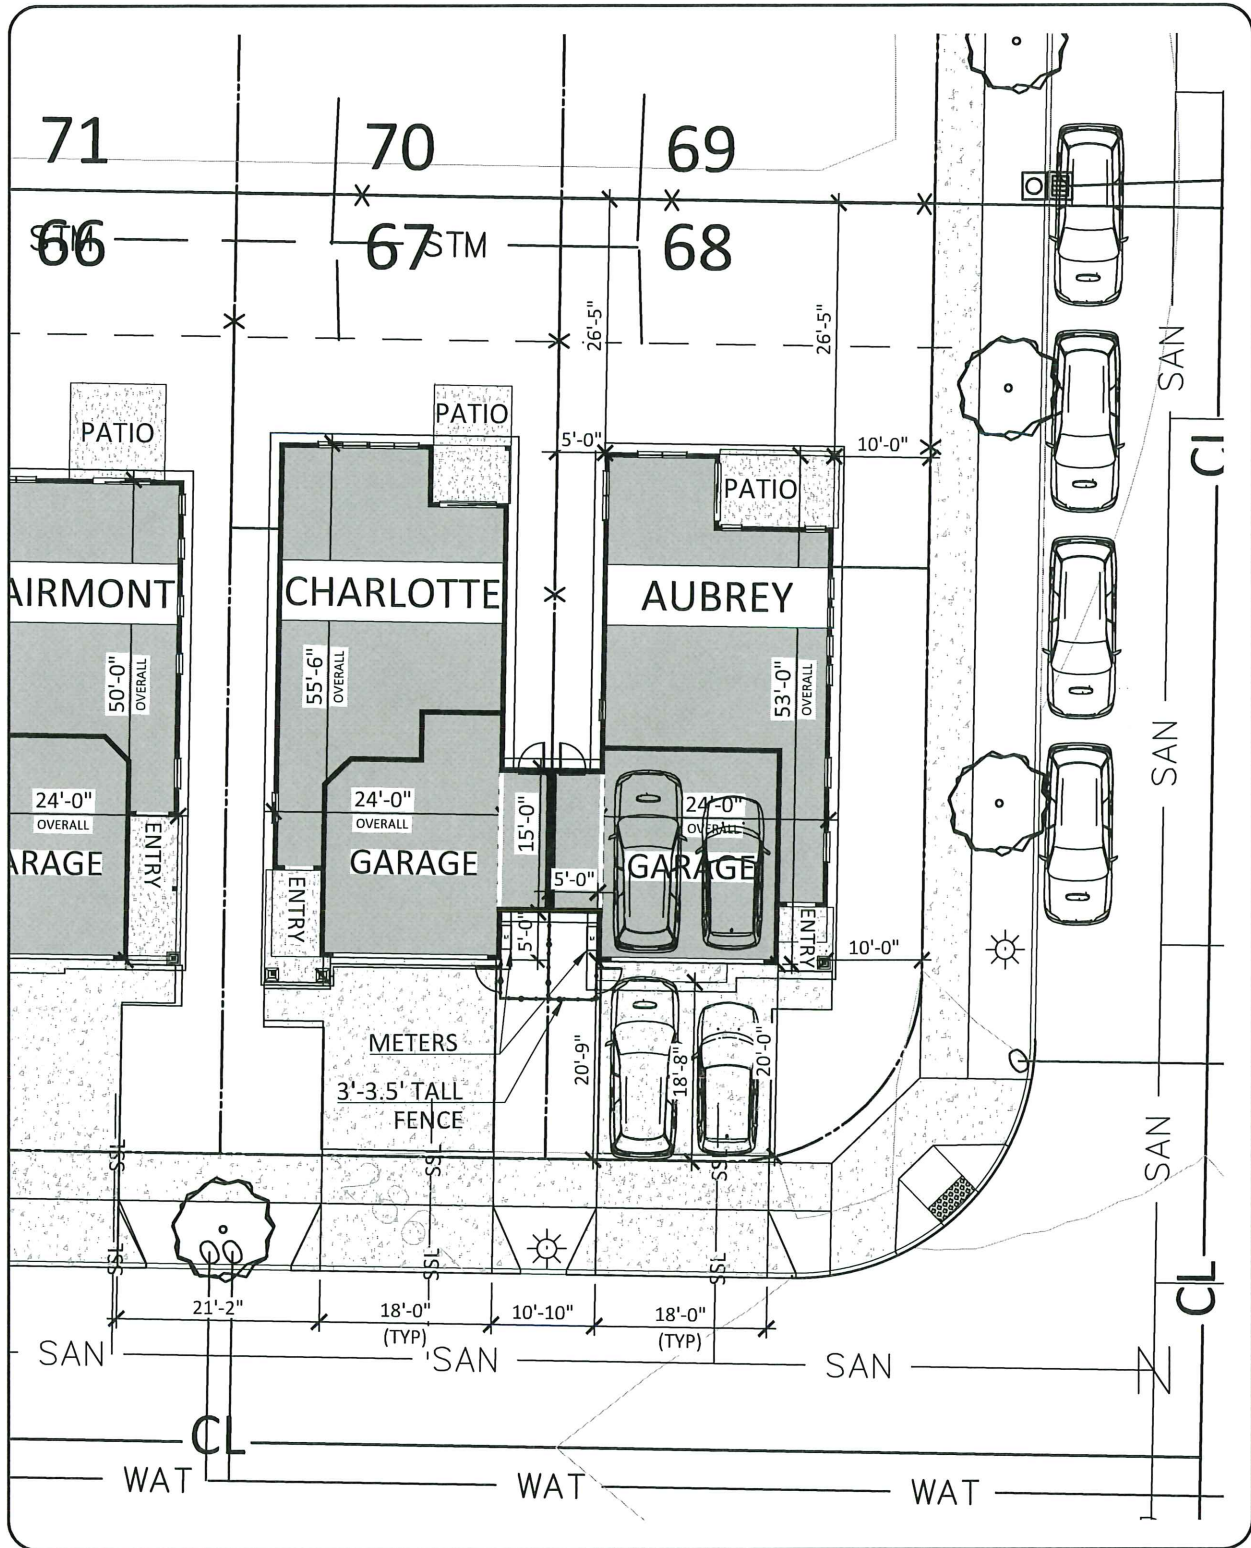 71
70
69
STM
66
67
STM
68
26'-5"
26'-5"
SAN
CL
PATIO
PATIO
5'-0"
10'-0"
PATIO
AIRMONT
CHARLOTTE
AUBREY
50'-0"
OVERALL
55'-6"
OVERALL
53'-0"
OVERALL
SAN
24'-0"
OVERALL
24'-0"
OVERALL
15'-0"
24'-0"
OVERALL
ARAGE
ENTRY
GARAGE
5'-0"
GARAGE
ENTRY
5'-0"
ENTRY
10'-0"
METERS
3'-3.5' TALL
FENCE
20'-9"
18'-8"
20'-0"
SAN
SSL
SSL
SSL
SSL
SSL
SSL
CL
21'-2"
18'-0"
(TYP)
10'-10"
18'-0"
(TYP)
SAN
SAN
SAN
CL
WAT
WAT
WAT